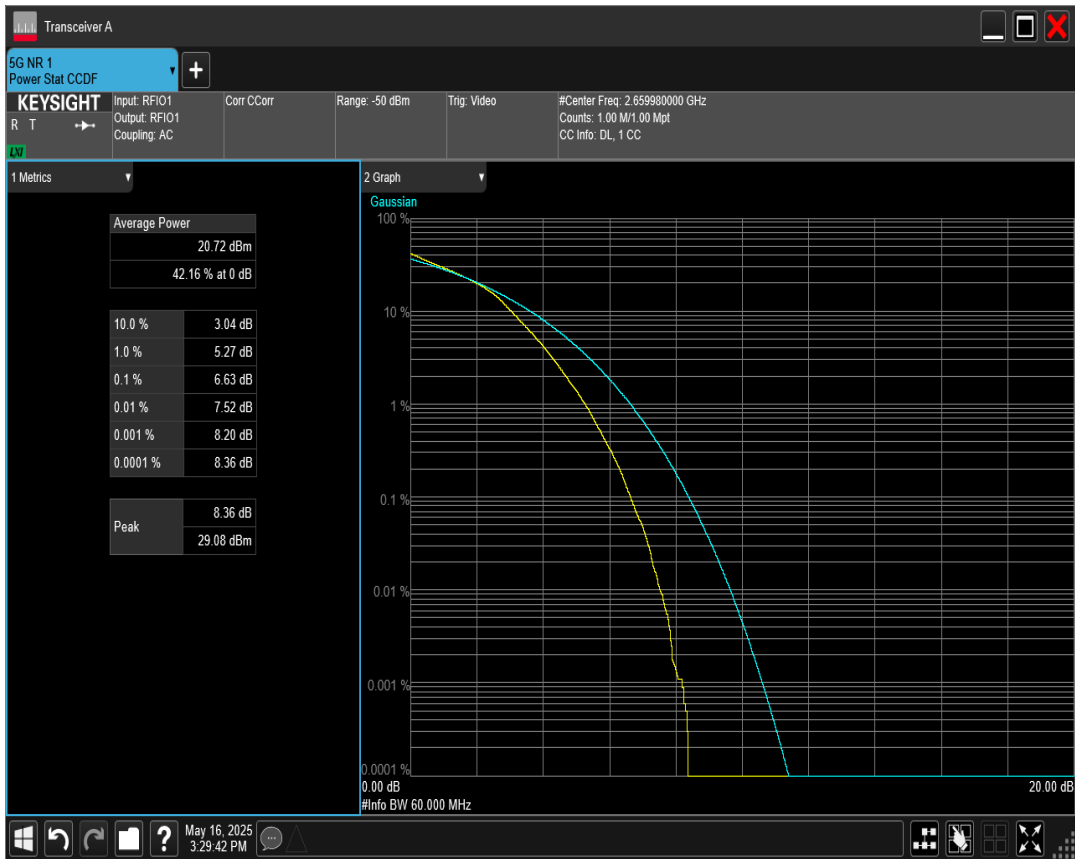 Transceiver A
5G NR 1
Power Stat CCDF
KEYSIGHT
R T
LXI
Input: RFIO1
Output: RFIO1
Coupling: AC
Corr CCorr
Range: -50 dBm
Trig: Video
#Center Freq: 2.659980000 GHz
Counts: 1.00 M/1.00 Mpt
CC Info: DL, 1 CC
1 Metrics
Average Power
20.72 dBm
42.16 % at 0 dB
10.0 % 3.04 dB
1.0 % 5.27 dB
0.1 % 6.63 dB
0.01 % 7.52 dB
0.001 % 8.20 dB
0.0001 % 8.36 dB
Peak
8.36 dB
29.08 dBm
2 Graph
Gaussian
100 %
10 %
1 %
0.1 %
0.01 %
0.001 %
0.0001 %
0.00 dB
20.00 dB
#Info BW 60.000 MHz
?
May 16, 2025
3:29:42 PM